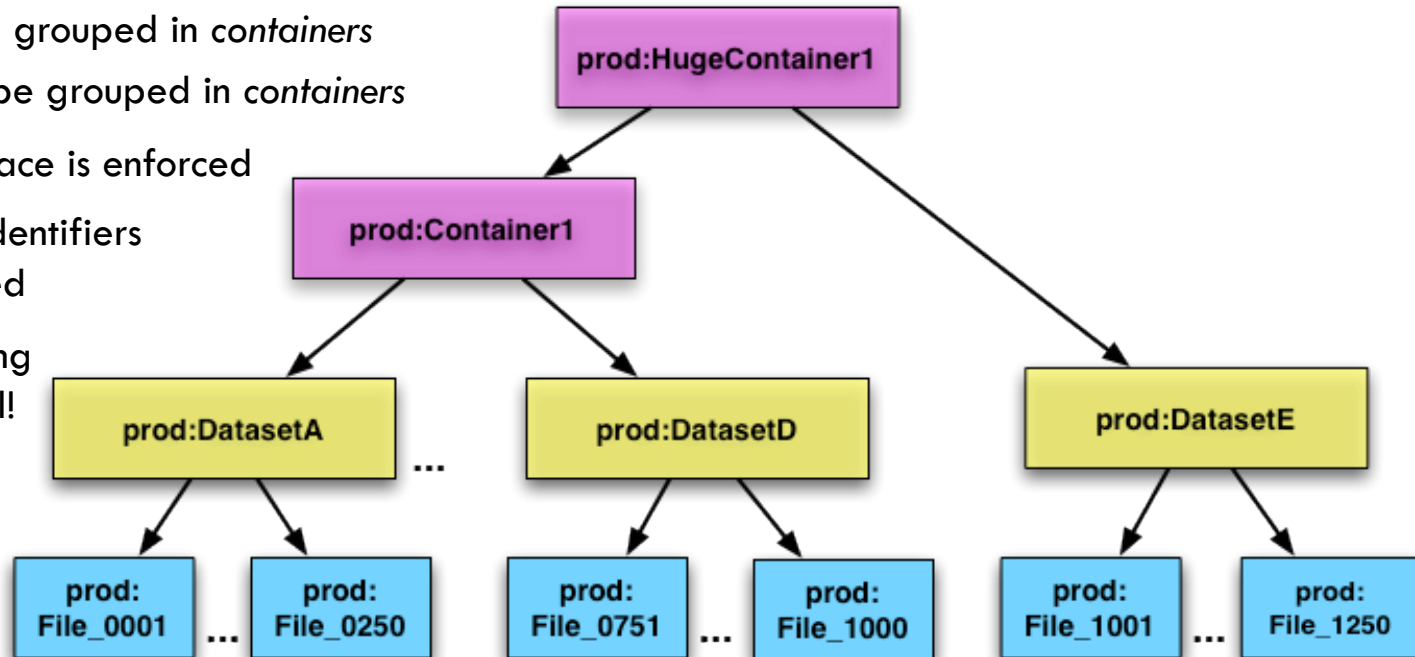 grouped in containers
be grouped in containers
ace is enforced
dentifiers
ed
ng
!
prod:HugeContainer1
prod:Container1
prod:DatasetA
...
prod:DatasetD
prod:DatasetE
prod:
File_0001
...
prod:
File_0250
prod:
File_0751
...
prod:
File_1000
prod:
File_1001
...
prod:
File_1250